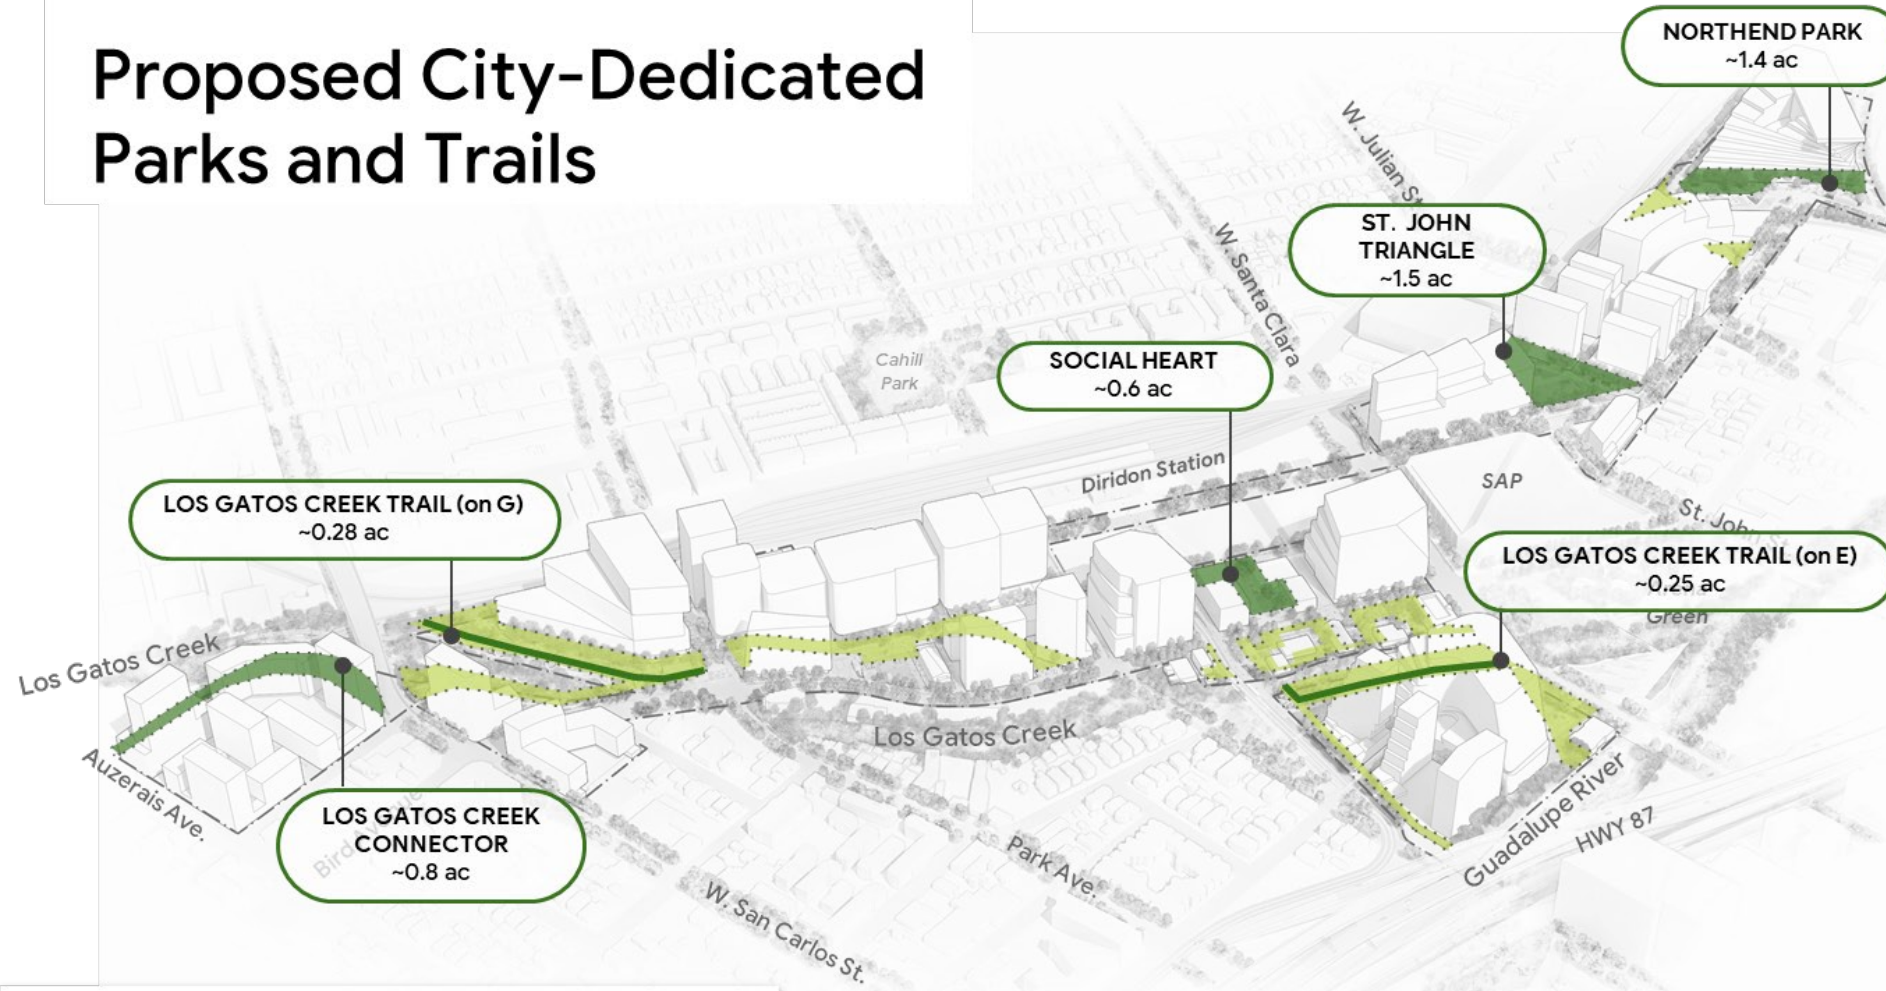 Proposed City-Dedicated
Parks and Trails
NORTHEND PARK
~1.4 ac
W. Julian St.
ST. JOHN
TRIANGLE
~1.5 ac
W. Santa Clara
SOCIAL HEART
~0.6 ac
Cahill
Park
Diridon Station
SAP
St. John St.
LOS GATOS CREEK TRAIL (on G)
~0.28 ac
LOS GATOS CREEK TRAIL (on E)
~0.25 ac
Green
Los Gatos Creek
Los Gatos Creek
Auzerais Ave.
LOS GATOS CREEK
CONNECTOR
~0.8 ac
Bird Avenue
W. San Carlos St.
Park Ave.
Guadalupe River
HWY 87